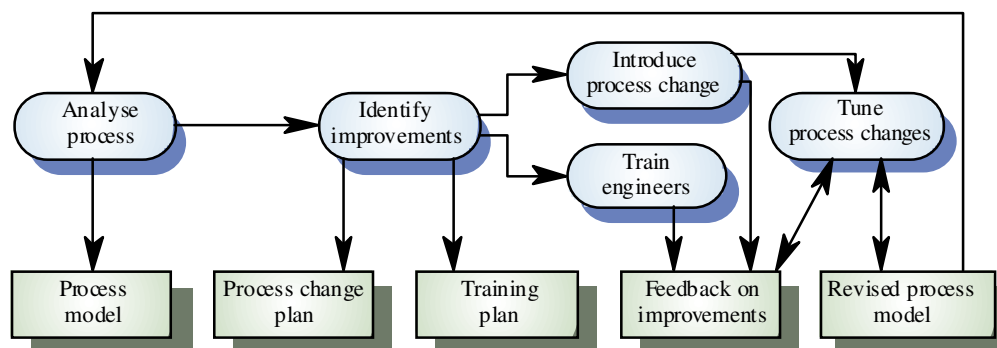 Introduce
process change
Analyse
process
Identify
improvements
Tune
process changes
Train
engineers
Process
model
Process change
plan
Training
plan
Feedback on
improvements
Revised process
model